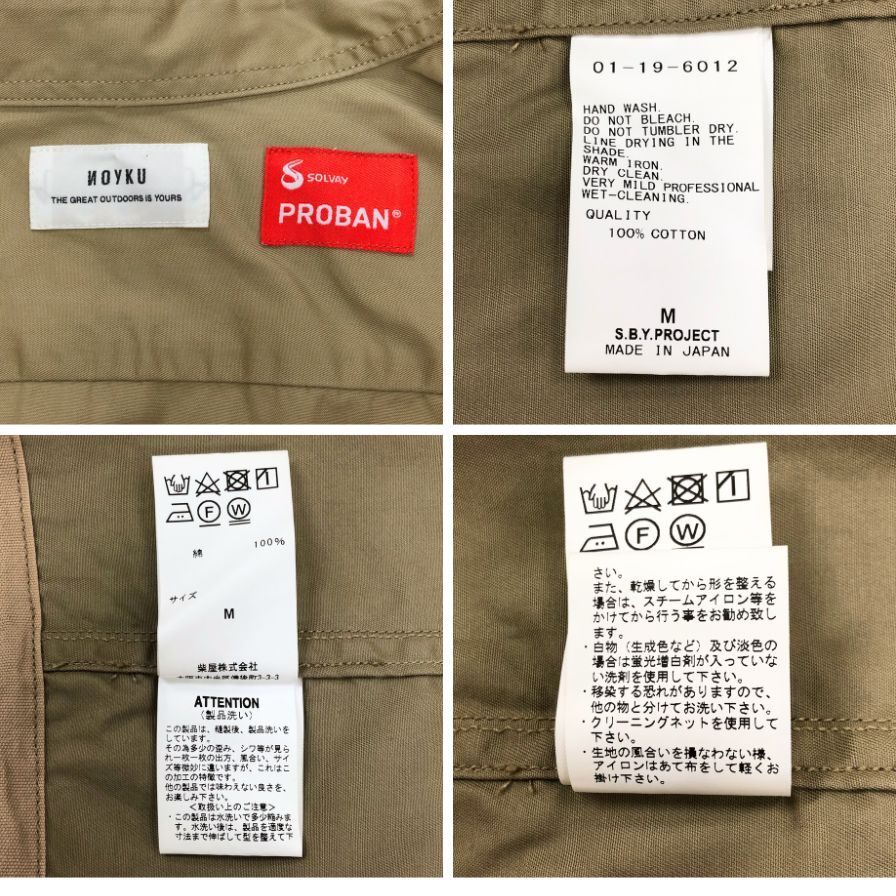 ИOYKU
THE GREAT OUTDOORS IS YOURS
SOLVAY
PROBAN®
01-19-6012
HAND WASH.
DO NOT BLEACH.
DO NOT TUMBLER DRY.
LINE DRYING IN THE
SHADE.
WARM IRON.
DRY CLEAN.
VERY MILD PROFESSIONAL
WET-CLEANING.
QUALITY
100% COTTON
M
S.B.Y.PROJECT
MADE IN JAPAN
F W
綿 100%
サイズ
M
柴屋株式会社
ATTENTION
(製品洗い)
この製品は、縫製後、製品洗いを
しています。
その為多少の歪み、シワ等が見ら
れ一枚一枚の出方、風合い、サイ
ズ等微妙に違いますが、これはこ
の加工の特徴です。
他の製品では味わえない良さを、
お楽しみ下さい。
<取扱い上のご注意>
・この製品は水洗いで多少縮みま
す。水洗い後は、製品を適度な
寸法まで伸ばして型を整えて下
F W
さい。
また、乾燥してから形を整える
場合は、スチームアイロン等を
かけてから行う事をお勧め致し
ます。
・白物(生成色など)及び淡色の
場合は蛍光増白剤が入っていな
い洗剤を使用して下さい。
・移染する恐れがありますので、
他の物と分けてお洗い下さい。
・クリーニングネットを使用して
下さい。
・生地の風合いを損なわない様、
アイロンはあて布をして軽くお
掛け下さい。